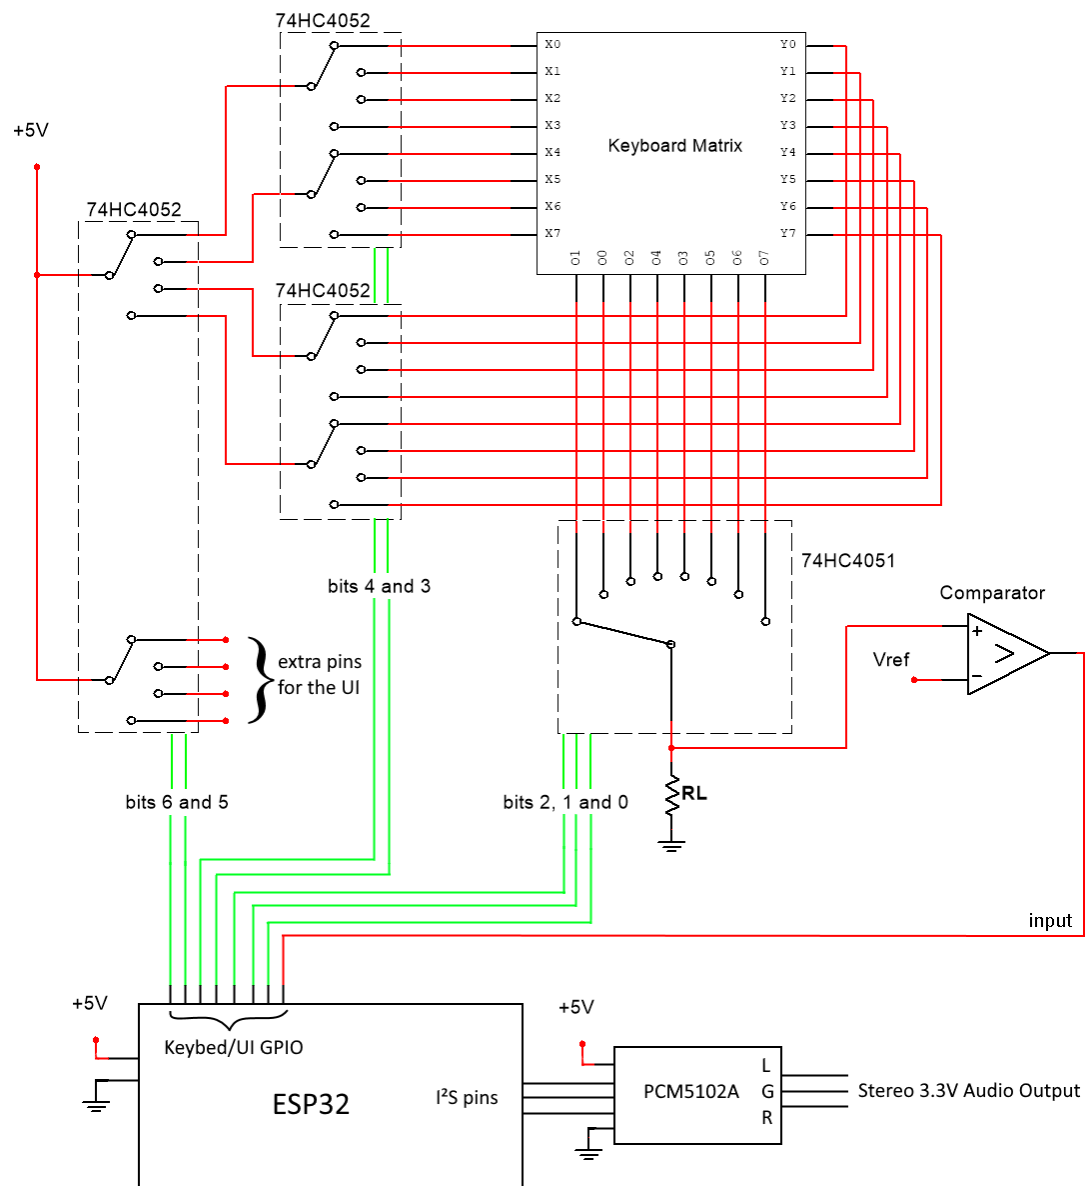 74HC4052
+5V
X0
X1
X2
X3
X4
X5
X6
X7
Keyboard Matrix
Y0
Y1
Y2
Y3
Y4
Y5
Y6
Y7
O1
O0
O2
O4
O3
O5
O6
O7
74HC4052
74HC4052
74HC4051
bits 4 and 3
Comparator
+
>
−
Vref
extra pins
for the UI
RL
bits 6 and 5
bits 2, 1 and 0
input
+5V
Keybed/UI GPIO
ESP32
I²S pins
+5V
PCM5102A
L
G
R
Stereo 3.3V Audio Output